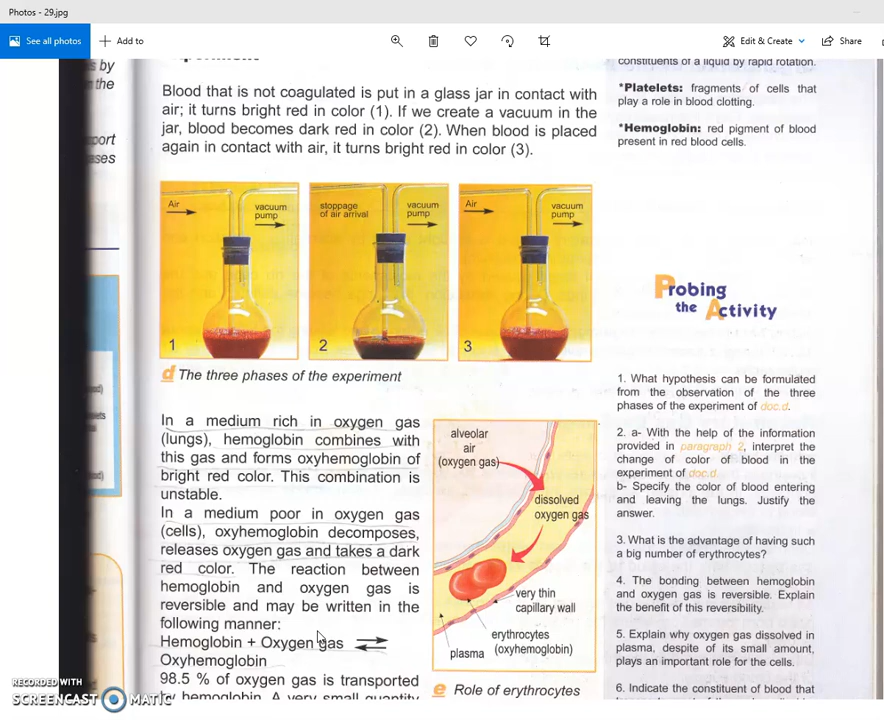 Photos - 29.jpg
See all photos
Add to
Edit & Create
Share
s by
the
port
ases
Blood that is not coagulated is put in a glass jar in contact with
air; it turns bright red in color (1). If we create a vacuum in the
jar, blood becomes dark red in color (2). When blood is placed
again in contact with air, it turns bright red in color (3).
Air
vacuum
pump
1
stoppage
of air arrival
vacuum
pump
2
Air
vacuum
pump
3
d The three phases of the experiment
In a medium rich in oxygen gas
(lungs), hemoglobin combines with
this gas and forms oxyhemoglobin of
bright red color. This combination is
unstable.
In a medium poor in oxygen gas
(cells), oxyhemoglobin decomposes,
releases oxygen gas and takes a dark
red color. The reaction between
hemoglobin and oxygen gas is
reversible and may be written in the
following manner:
Hemoglobin + Oxygen gas ⇌
Oxyhemoglobin
98.5 % of oxygen gas is transported
by hemoglobin. A very small quantity
alveolar
air
(oxygen gas)
dissolved
oxygen gas
very thin
capillary wall
erythrocytes
(oxyhemoglobin)
plasma
e Role of erythrocytes
constituents of a liquid by rapid rotation.
*Platelets: fragments of cells that
play a role in blood clotting.
*Hemoglobin: red pigment of blood
present in red blood cells.
Probing
the Activity
1. What hypothesis can be formulated
from the observation of the three
phases of the experiment of doc.d.
2. a- With the help of the information
provided in paragraph 2, interpret the
change of color of blood in the
experiment of doc.d.
b- Specify the color of blood entering
and leaving the lungs. Justify the
answer.
3. What is the advantage of having such
a big number of erythrocytes?
4. The bonding between hemoglobin
and oxygen gas is reversible. Explain
the benefit of this reversibility.
5. Explain why oxygen gas dissolved in
plasma, despite of its small amount,
plays an important role for the cells.
6. Indicate the constituent of blood that
RECORDED WITH
SCREENCAST MATIC